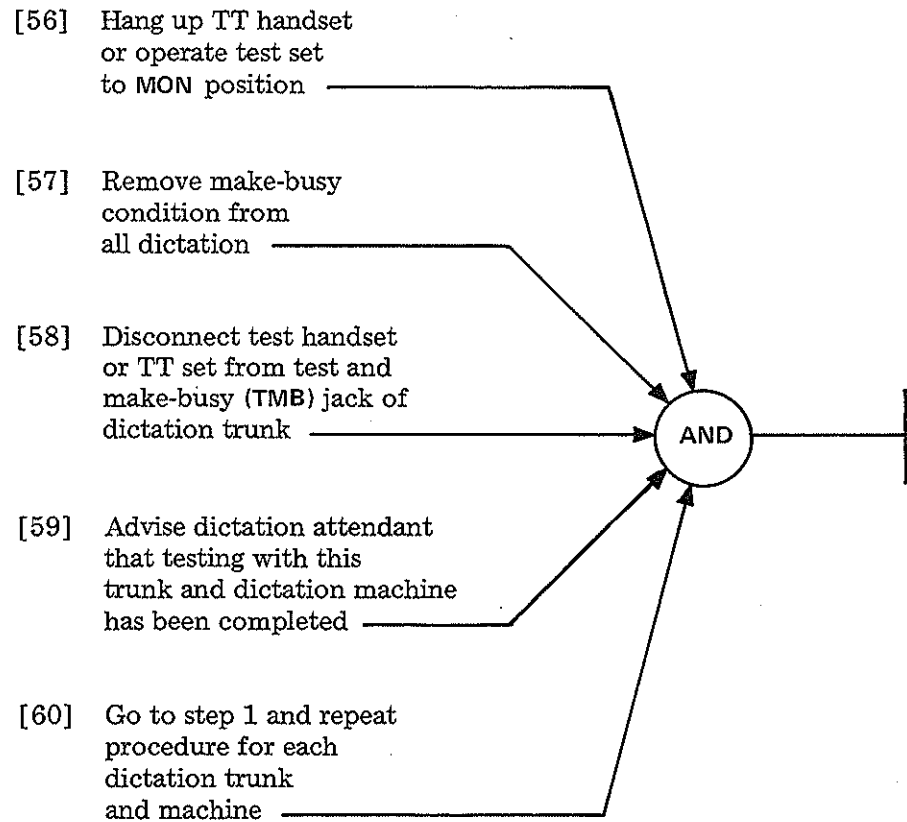 [56] Hang up TT handset
or operate test set
to MON position
[57] Remove make-busy
condition from
all dictation
[58] Disconnect test handset
or TT set from test and
make-busy (TMB) jack of
dictation trunk
AND
[59] Advise dictation attendant
that testing with this
trunk and dictation machine
has been completed
[60] Go to step 1 and repeat
procedure for each
dictation trunk
and machine